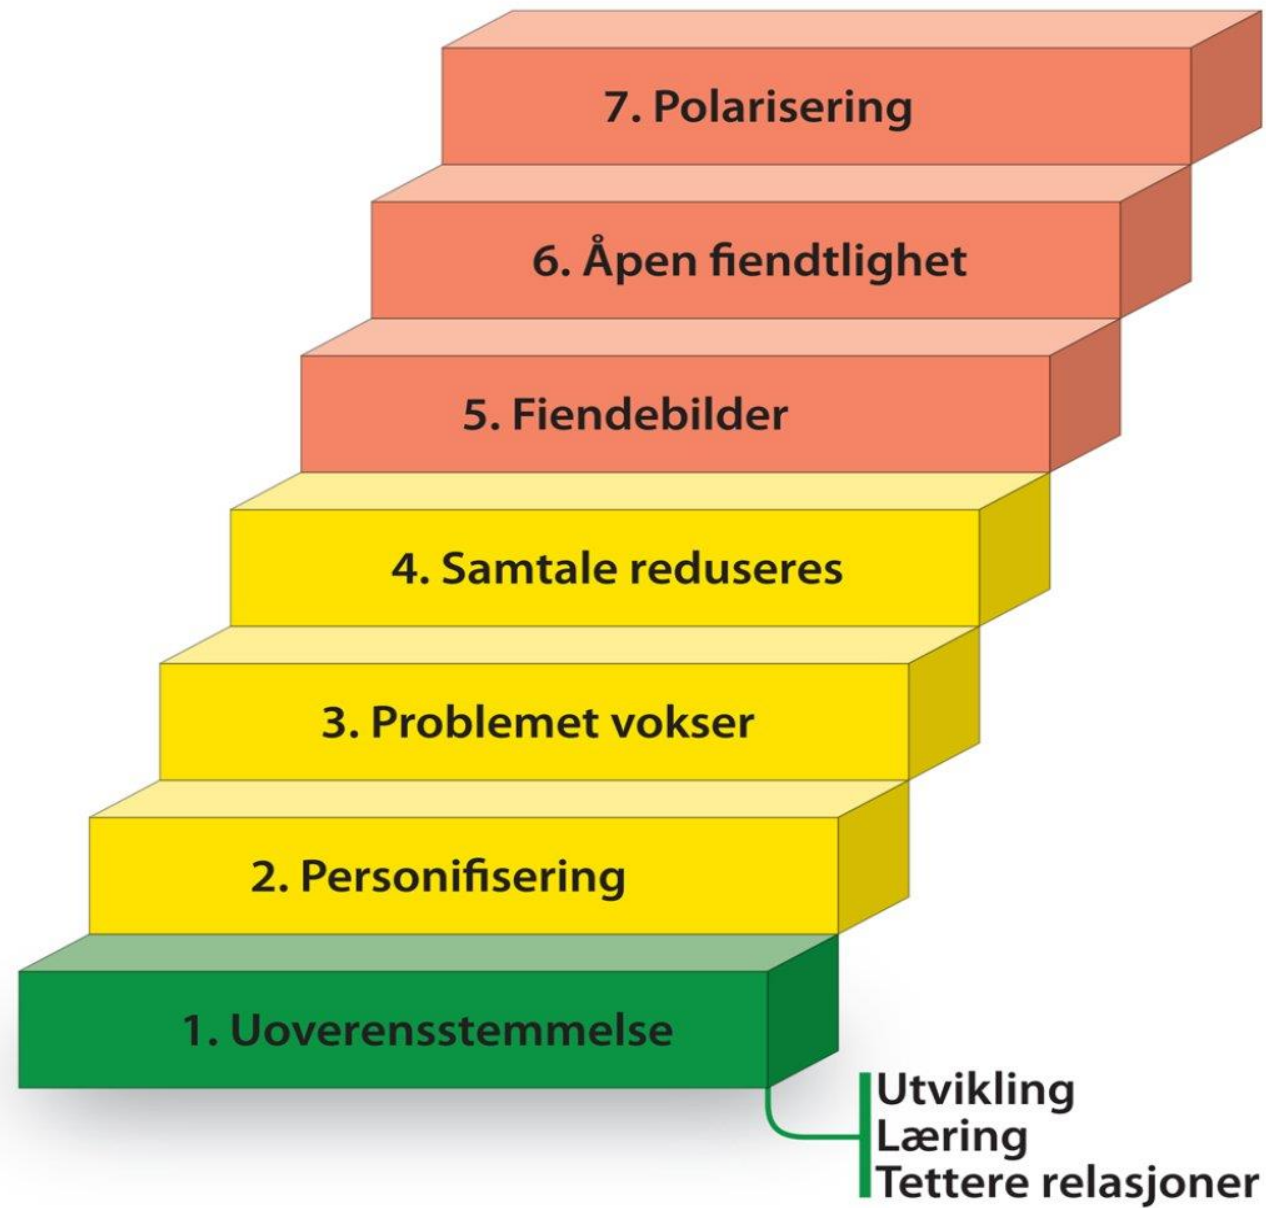 7. Polarisering
6. Åpen fiendtlighet
5. Fiendebilder
4. Samtale reduseres
3. Problemet vokser
2. Personifisering
1. Uoverensstemmelse
Utvikling
Læring
Tettere relasjoner